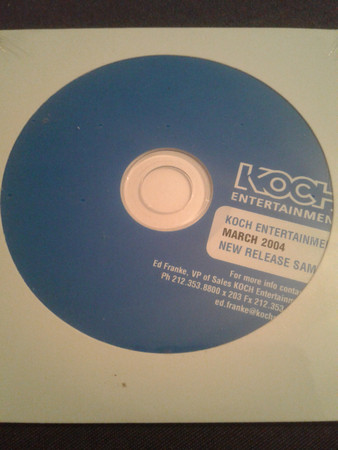 KOCH
ENTERTAINMEN
KOCH ENTERTAINME
MARCH 2004
NEW RELEASE SAM
For more info conta
Ed Franke, VP of Sales KOCH Entertainm
Ph 212.353.8800 x 203 Fx 212.353
ed.franke@koch